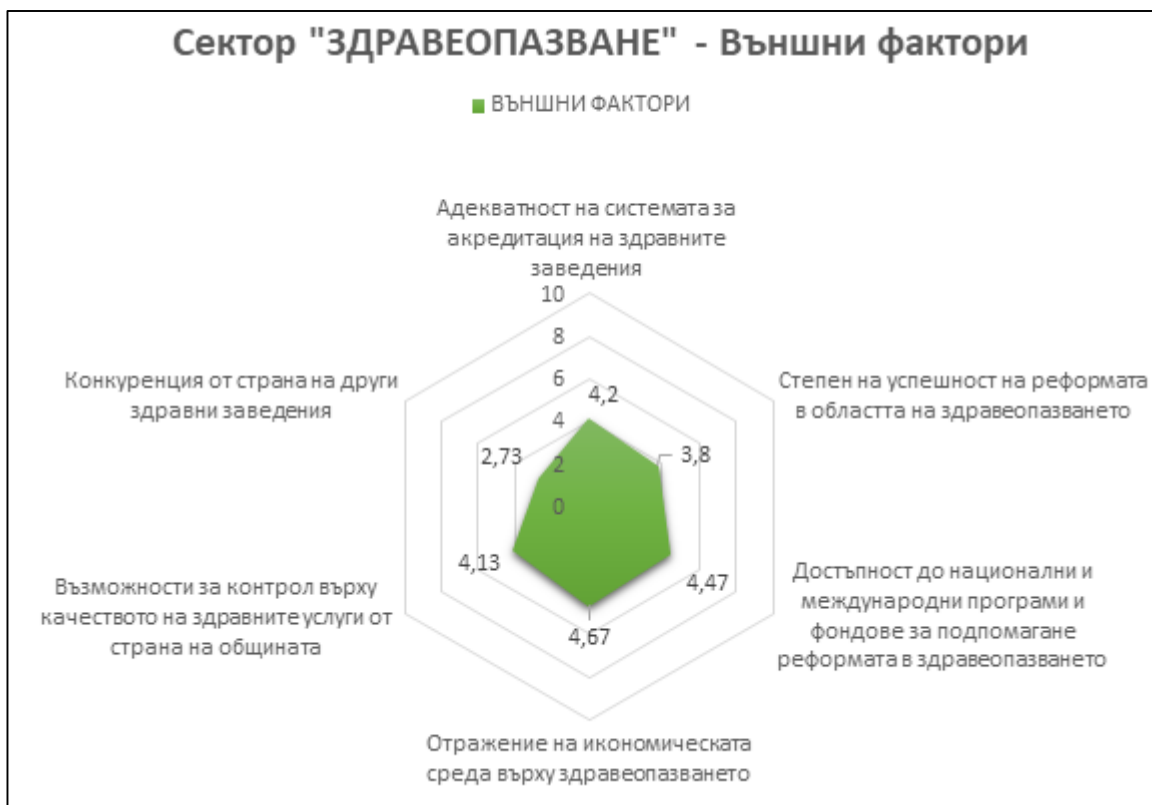 Сектор "ЗДРАВЕОПАЗВАНЕ" - Външни фактори
ВЪНШНИ ФАКТОРИ
Адекватност на системата за
акредитация на здравните
заведения
10
8
6
4
2
0
4,2
3,8
4,47
4,67
4,13
2,73
Степен на успешност на реформата
в областта на здравеопазването
Достъпност до национални и
международни програми и
фондове за подпомагане
реформата в здравеопазването
Отражение на икономическата
среда върху здравеопазването
Възможности за контрол върху
качеството на здравните услуги от
страна на общината
Конкуренция от страна на други
здравни заведения